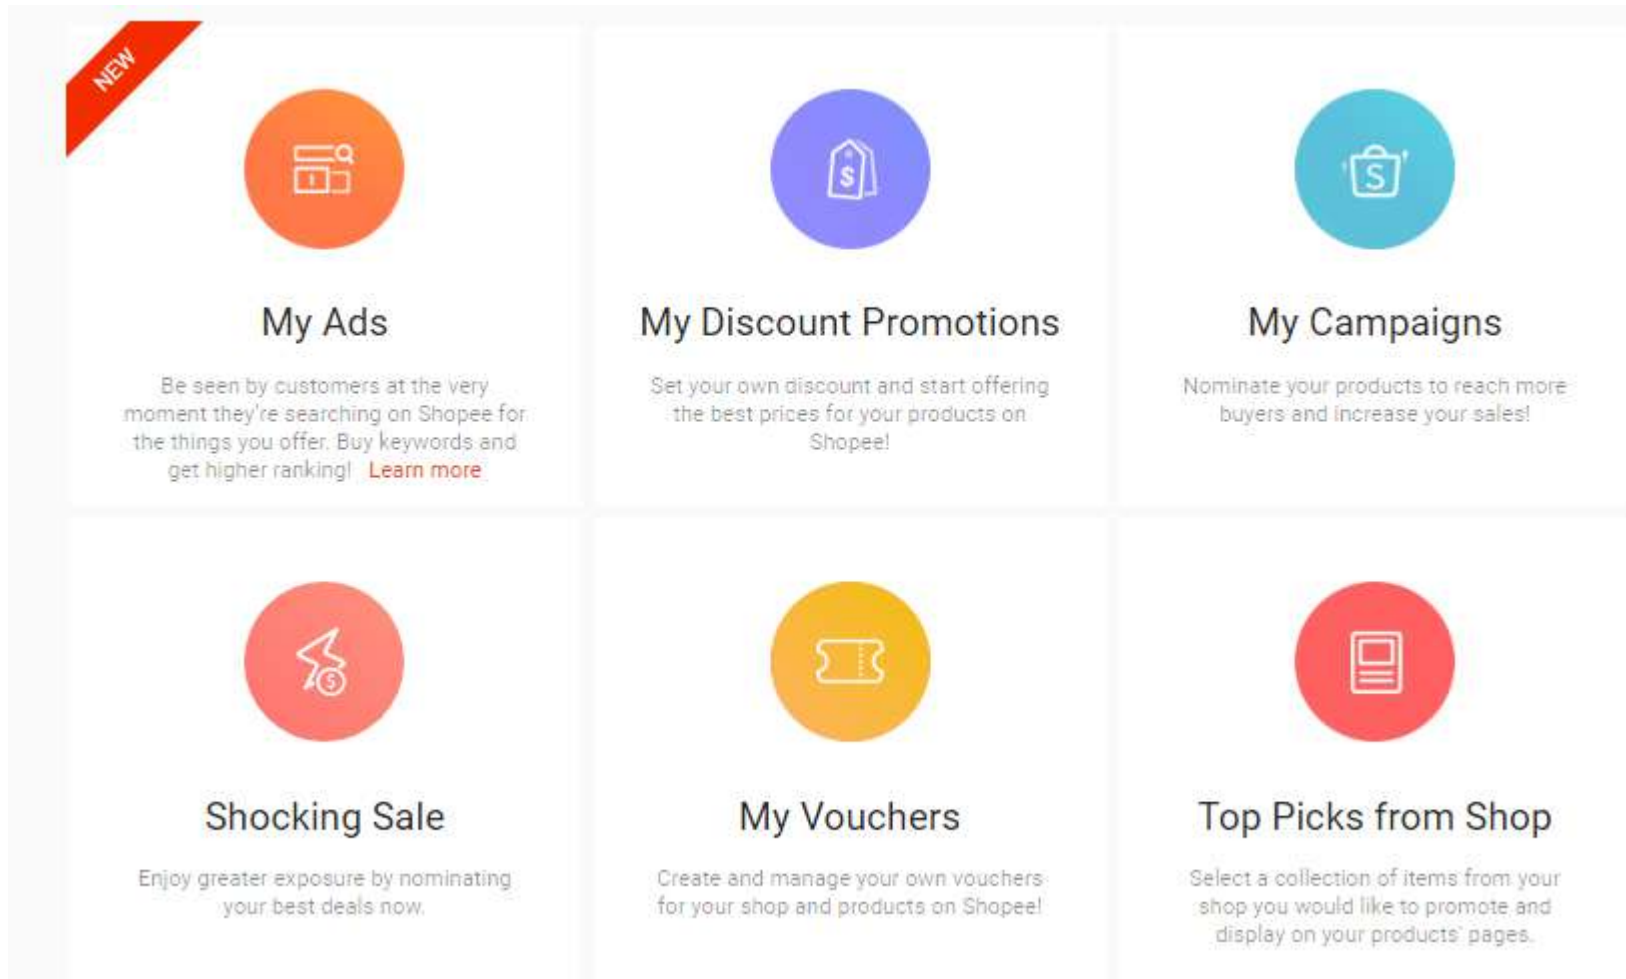 NEW
My Ads
Be seen by customers at the very
moment they're searching on Shopee for
the things you offer. Buy keywords and
get higher ranking! Learn more
My Discount Promotions
Set your own discount and start offering
the best prices for your products on
Shopee!
My Campaigns
Nominate your products to reach more
buyers and increase your sales!
Shocking Sale
Enjoy greater exposure by nominating
your best deals now.
My Vouchers
Create and manage your own vouchers
for your shop and products on Shopee!
Top Picks from Shop
Select a collection of items from your
shop you would like to promote and
display on your products' pages.